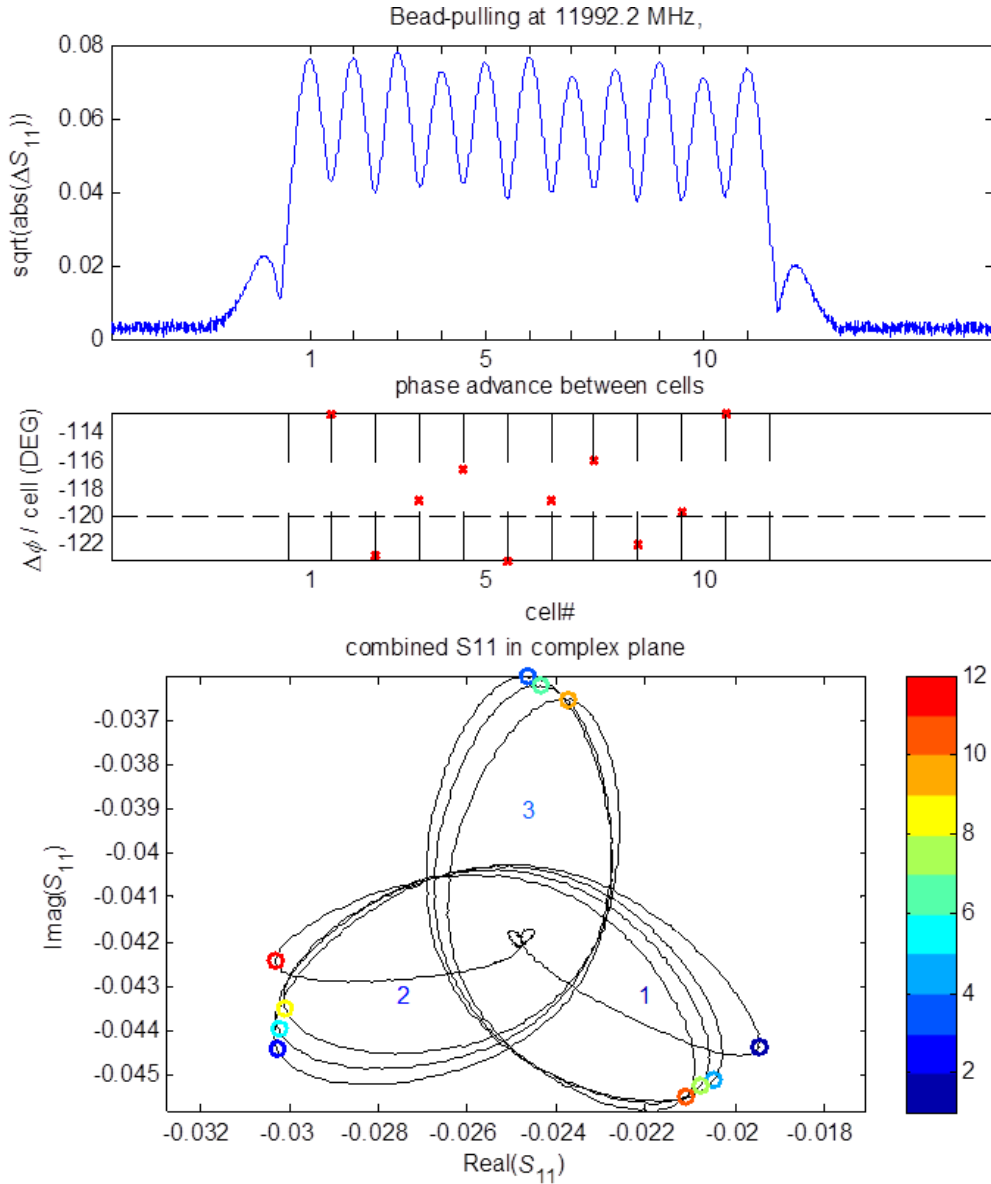 Bead-pulling at 11992.2 MHz,
sqrt(abs(ΔS11))
0.08
0.06
0.04
0.02
0
1 5 10
phase advance between cells
Δϕ / cell (DEG)
-114
-116
-118
-120
-122
1 5 10
cell#
combined S11 in complex plane
Imag(S11)
-0.037
-0.038
-0.039
-0.04
-0.041
-0.042
-0.043
-0.044
-0.045
3
2 1
12
10
8
6
4
2
-0.032 -0.03 -0.028 -0.026 -0.024 -0.022 -0.02 -0.018
Real(S11)